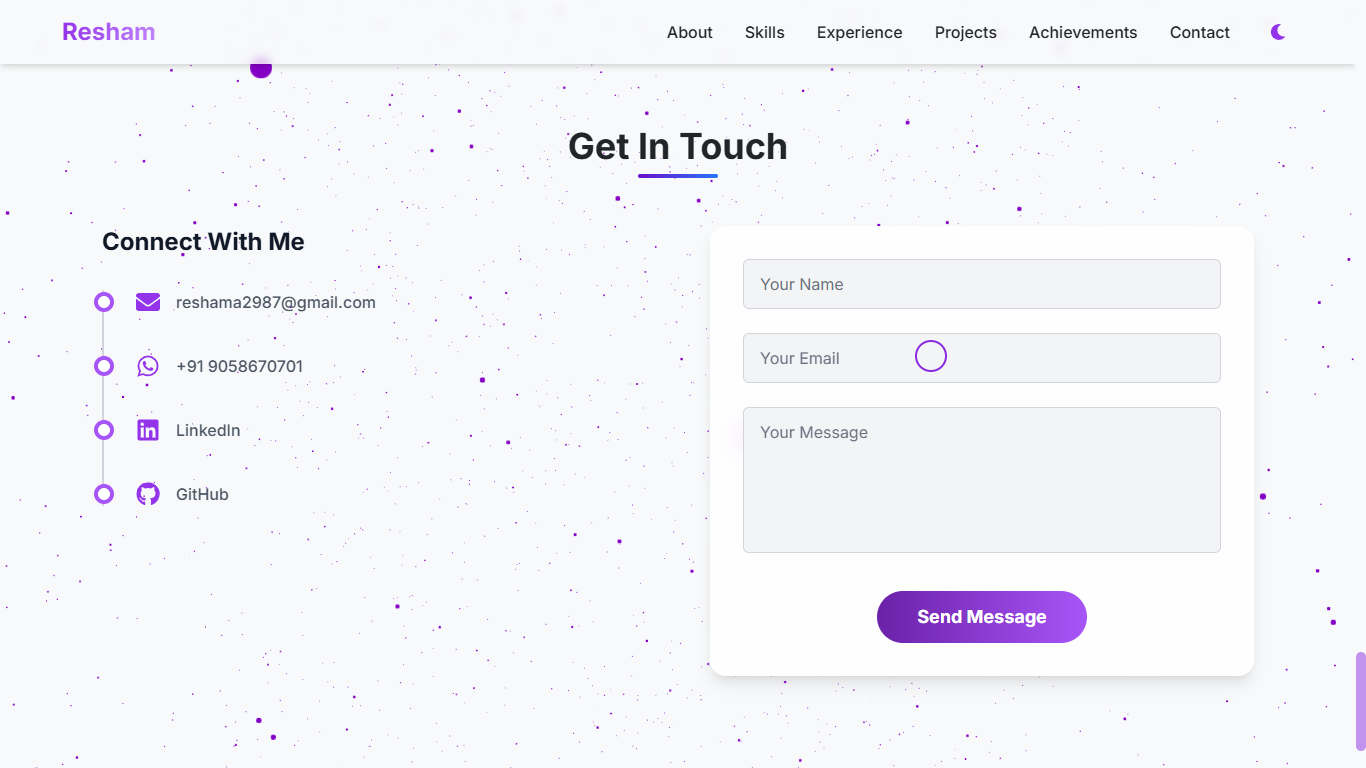 Resham
About Skills Experience Projects Achievements Contact
Get In Touch
Connect With Me
reshama2987@gmail.com
+91 9058670701
LinkedIn
GitHub
Your Name
Your Email
Your Message
Send Message